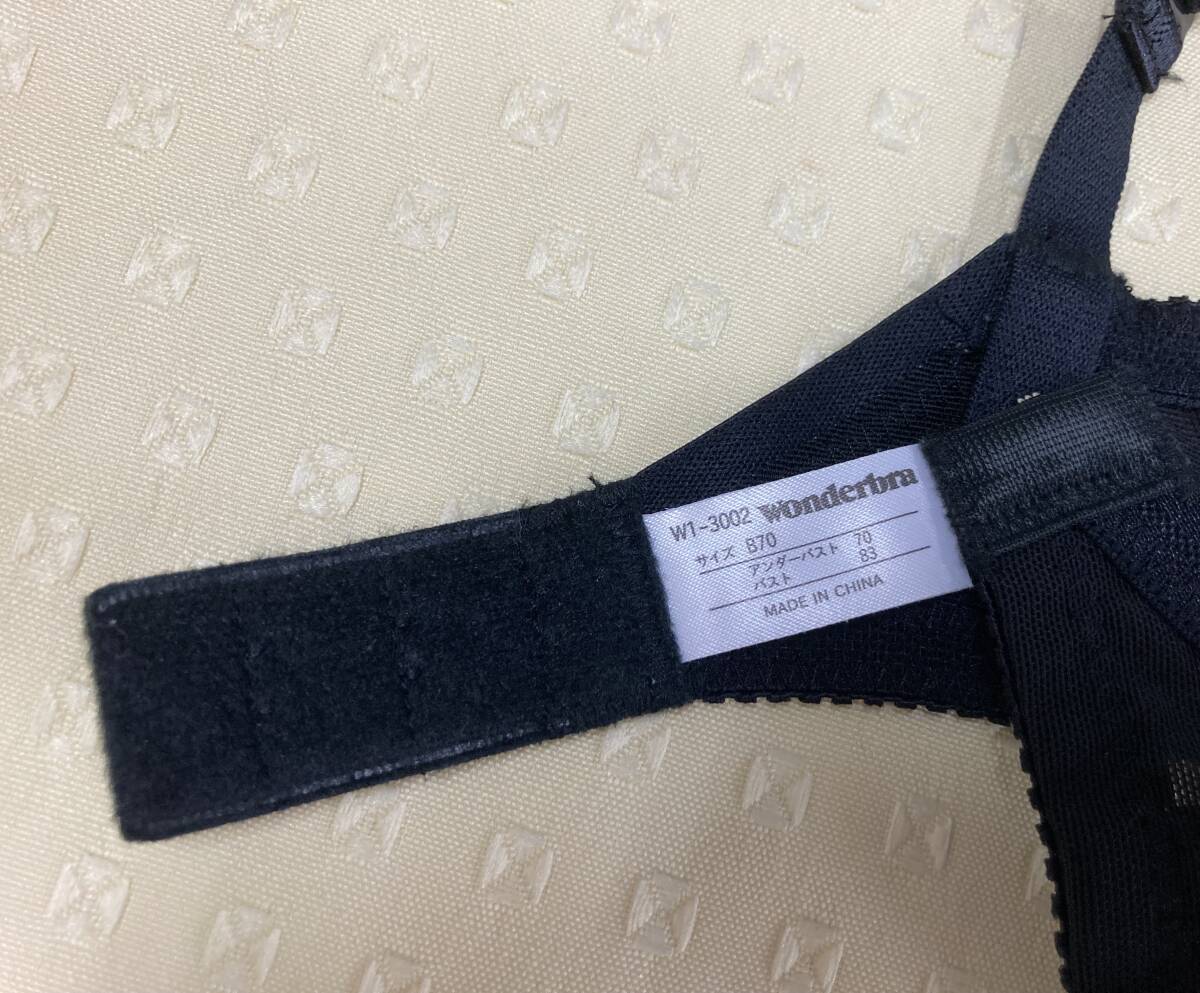 W1-3002 wonderbra
サイズ B70
アンダーバスト 70
バスト 83
MADE IN CHINA